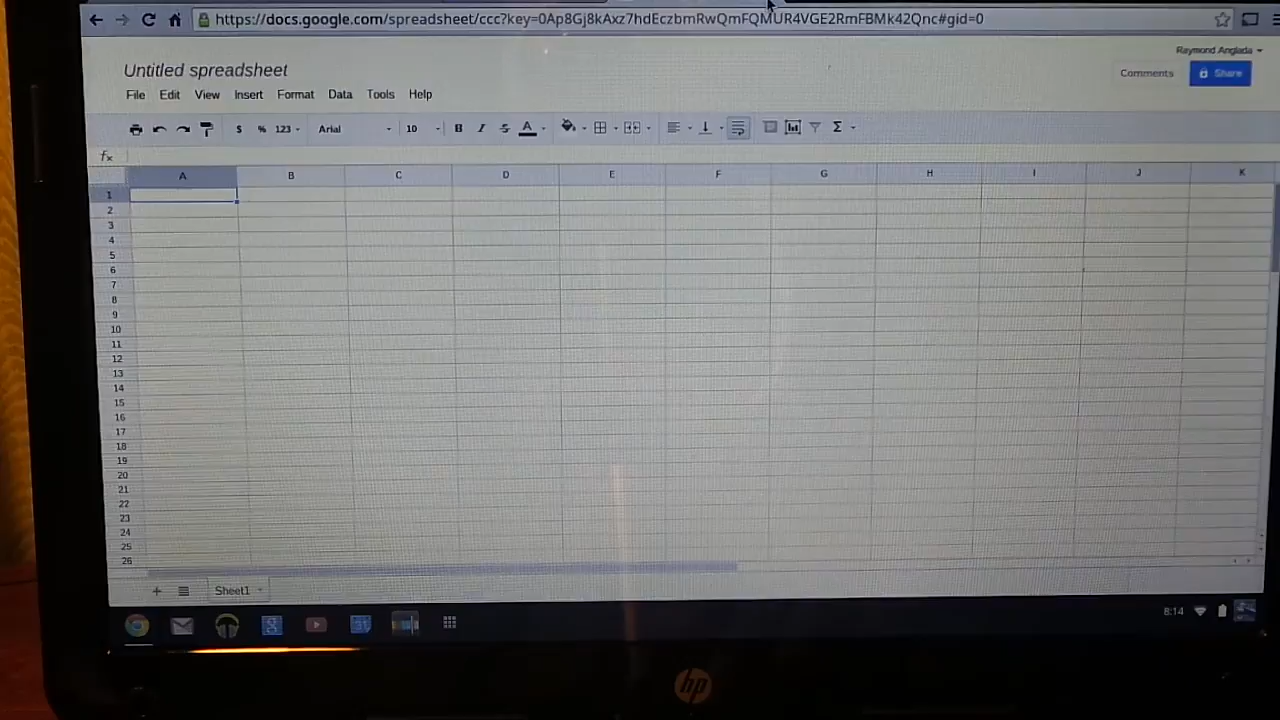 https://docs.google.com/spreadsheet/ccc?key=0Ap8Gj8kAxz7hdEczbmRwQmFQMUR4VGE2RmFBMk42Qnc#gid=0
Raymond Anglada
Untitled spreadsheet
Comments Share
File Edit View Insert Format Data Tools Help
$ % 123 Arial 10 B I S A Σ
fx
A B C D E F G H I J K
1
2
3
4
5
6
7
8
9
10
11
12
13
14
15
16
17
18
19
20
21
22
23
24
25
26
+ Sheet1
8:14
hp